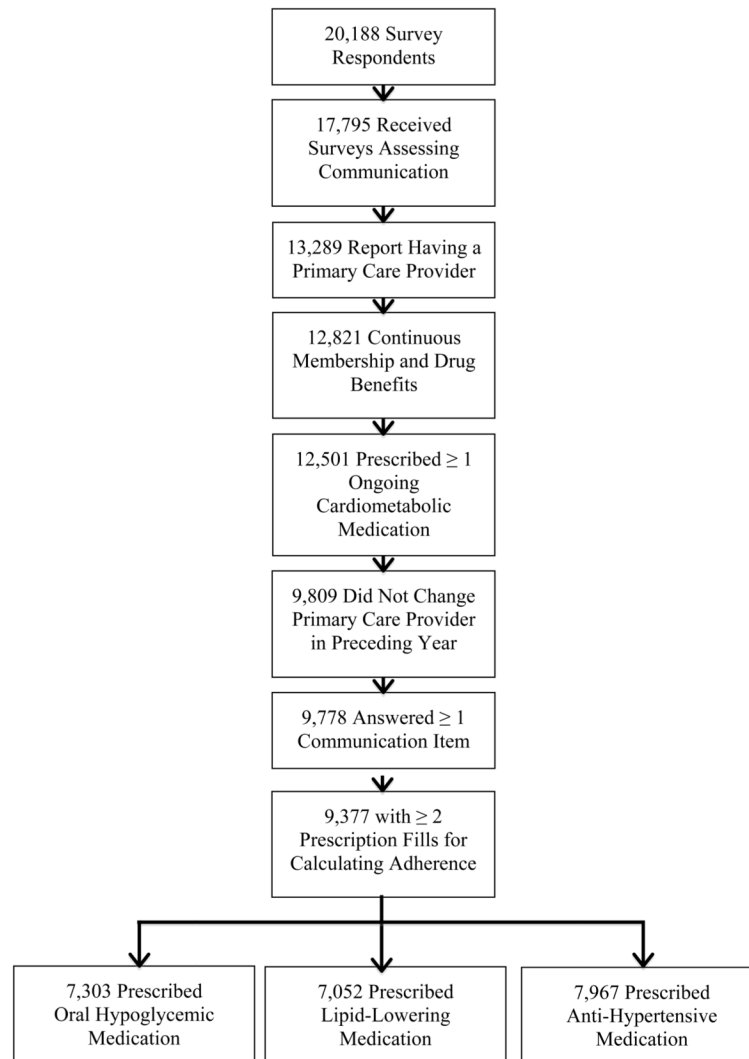 20,188 Survey
Respondents
17,795 Received
Surveys Assessing
Communication
13,289 Report Having a
Primary Care Provider
12,821 Continuous
Membership and Drug
Benefits
12,501 Prescribed ≥ 1
Ongoing
Cardiometabolic
Medication
9,809 Did Not Change
Primary Care Provider
in Preceding Year
9,778 Answered ≥ 1
Communication Item
9,377 with ≥ 2
Prescription Fills for
Calculating Adherence
7,303 Prescribed
Oral Hypoglycemic
Medication
7,052 Prescribed
Lipid-Lowering
Medication
7,967 Prescribed
Anti-Hypertensive
Medication